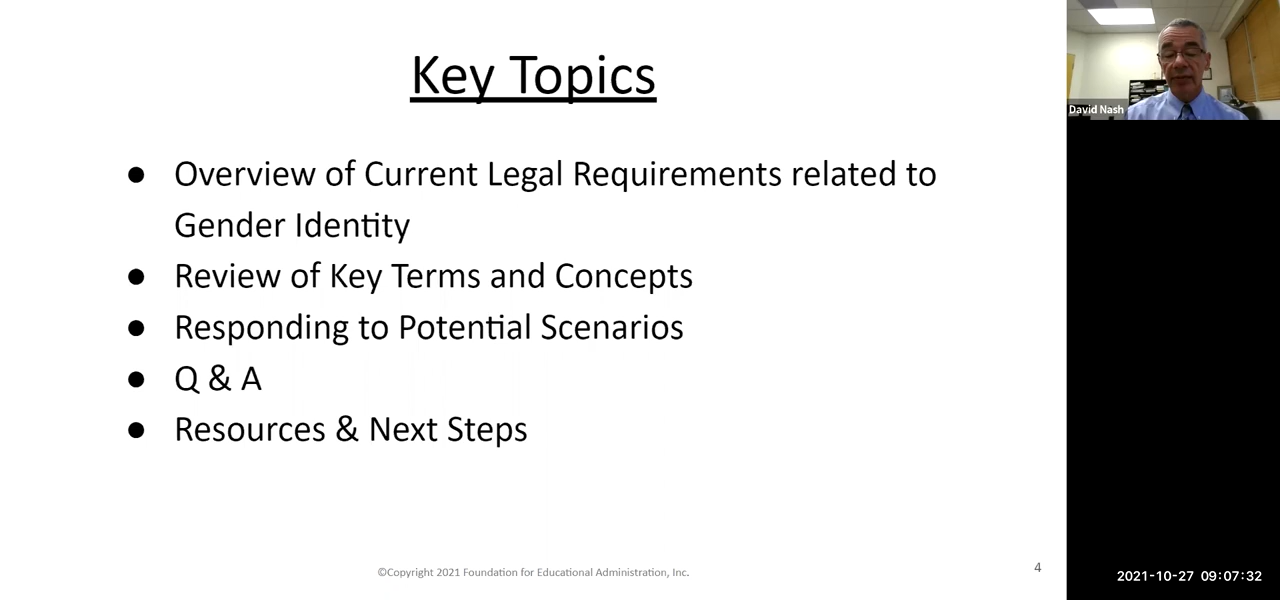 Key Topics
● Overview of Current Legal Requirements related to
Gender Identity
● Review of Key Terms and Concepts
● Responding to Potential Scenarios
● Q & A
● Resources & Next Steps
©Copyright 2021 Foundation for Educational Administration, Inc.
4
David Nash
2021-10-27 09:07:32